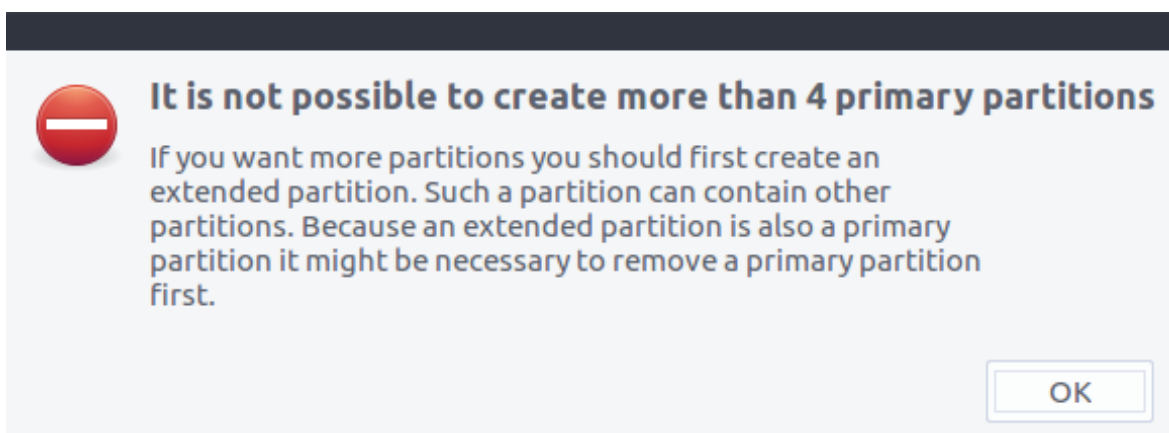 It is not possible to create more than 4 primary partitions
If you want more partitions you should first create an
extended partition. Such a partition can contain other
partitions. Because an extended partition is also a primary
partition it might be necessary to remove a primary partition
first.
OK